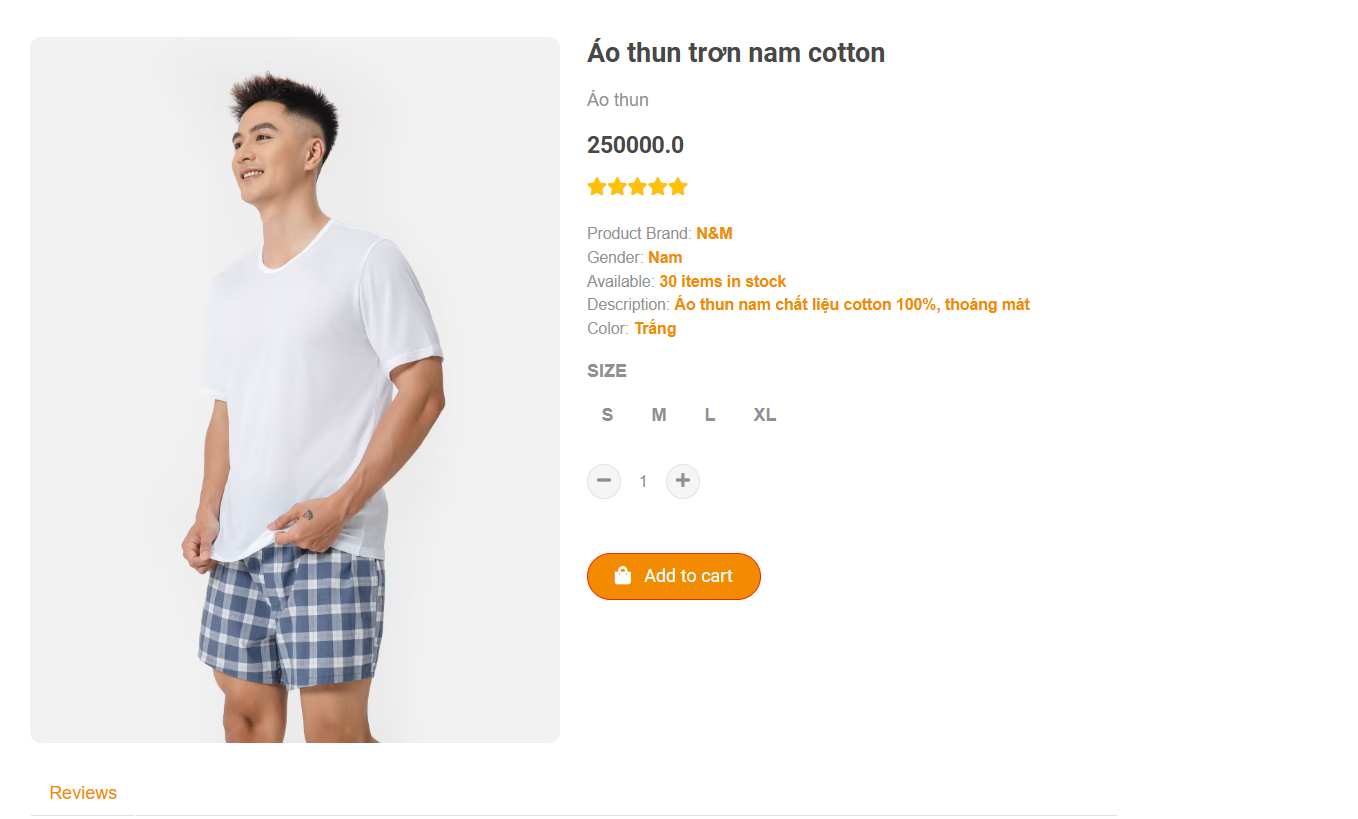 Áo thun trơn nam cotton
Áo thun
250000.0
Product Brand: N&M
Gender: Nam
Available: 30 items in stock
Description: Áo thun nam chất liệu cotton 100%, thoáng mát
Color: Trắng
SIZE
S M L XL
1
Add to cart
Reviews